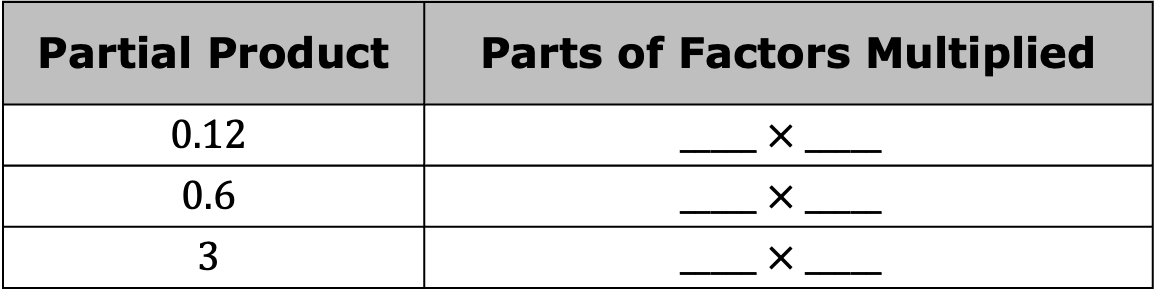 Partial Product Parts of Factors Multiplied
0.12 ____ × ____
0.6 ____ × ____
3 ____ × ____